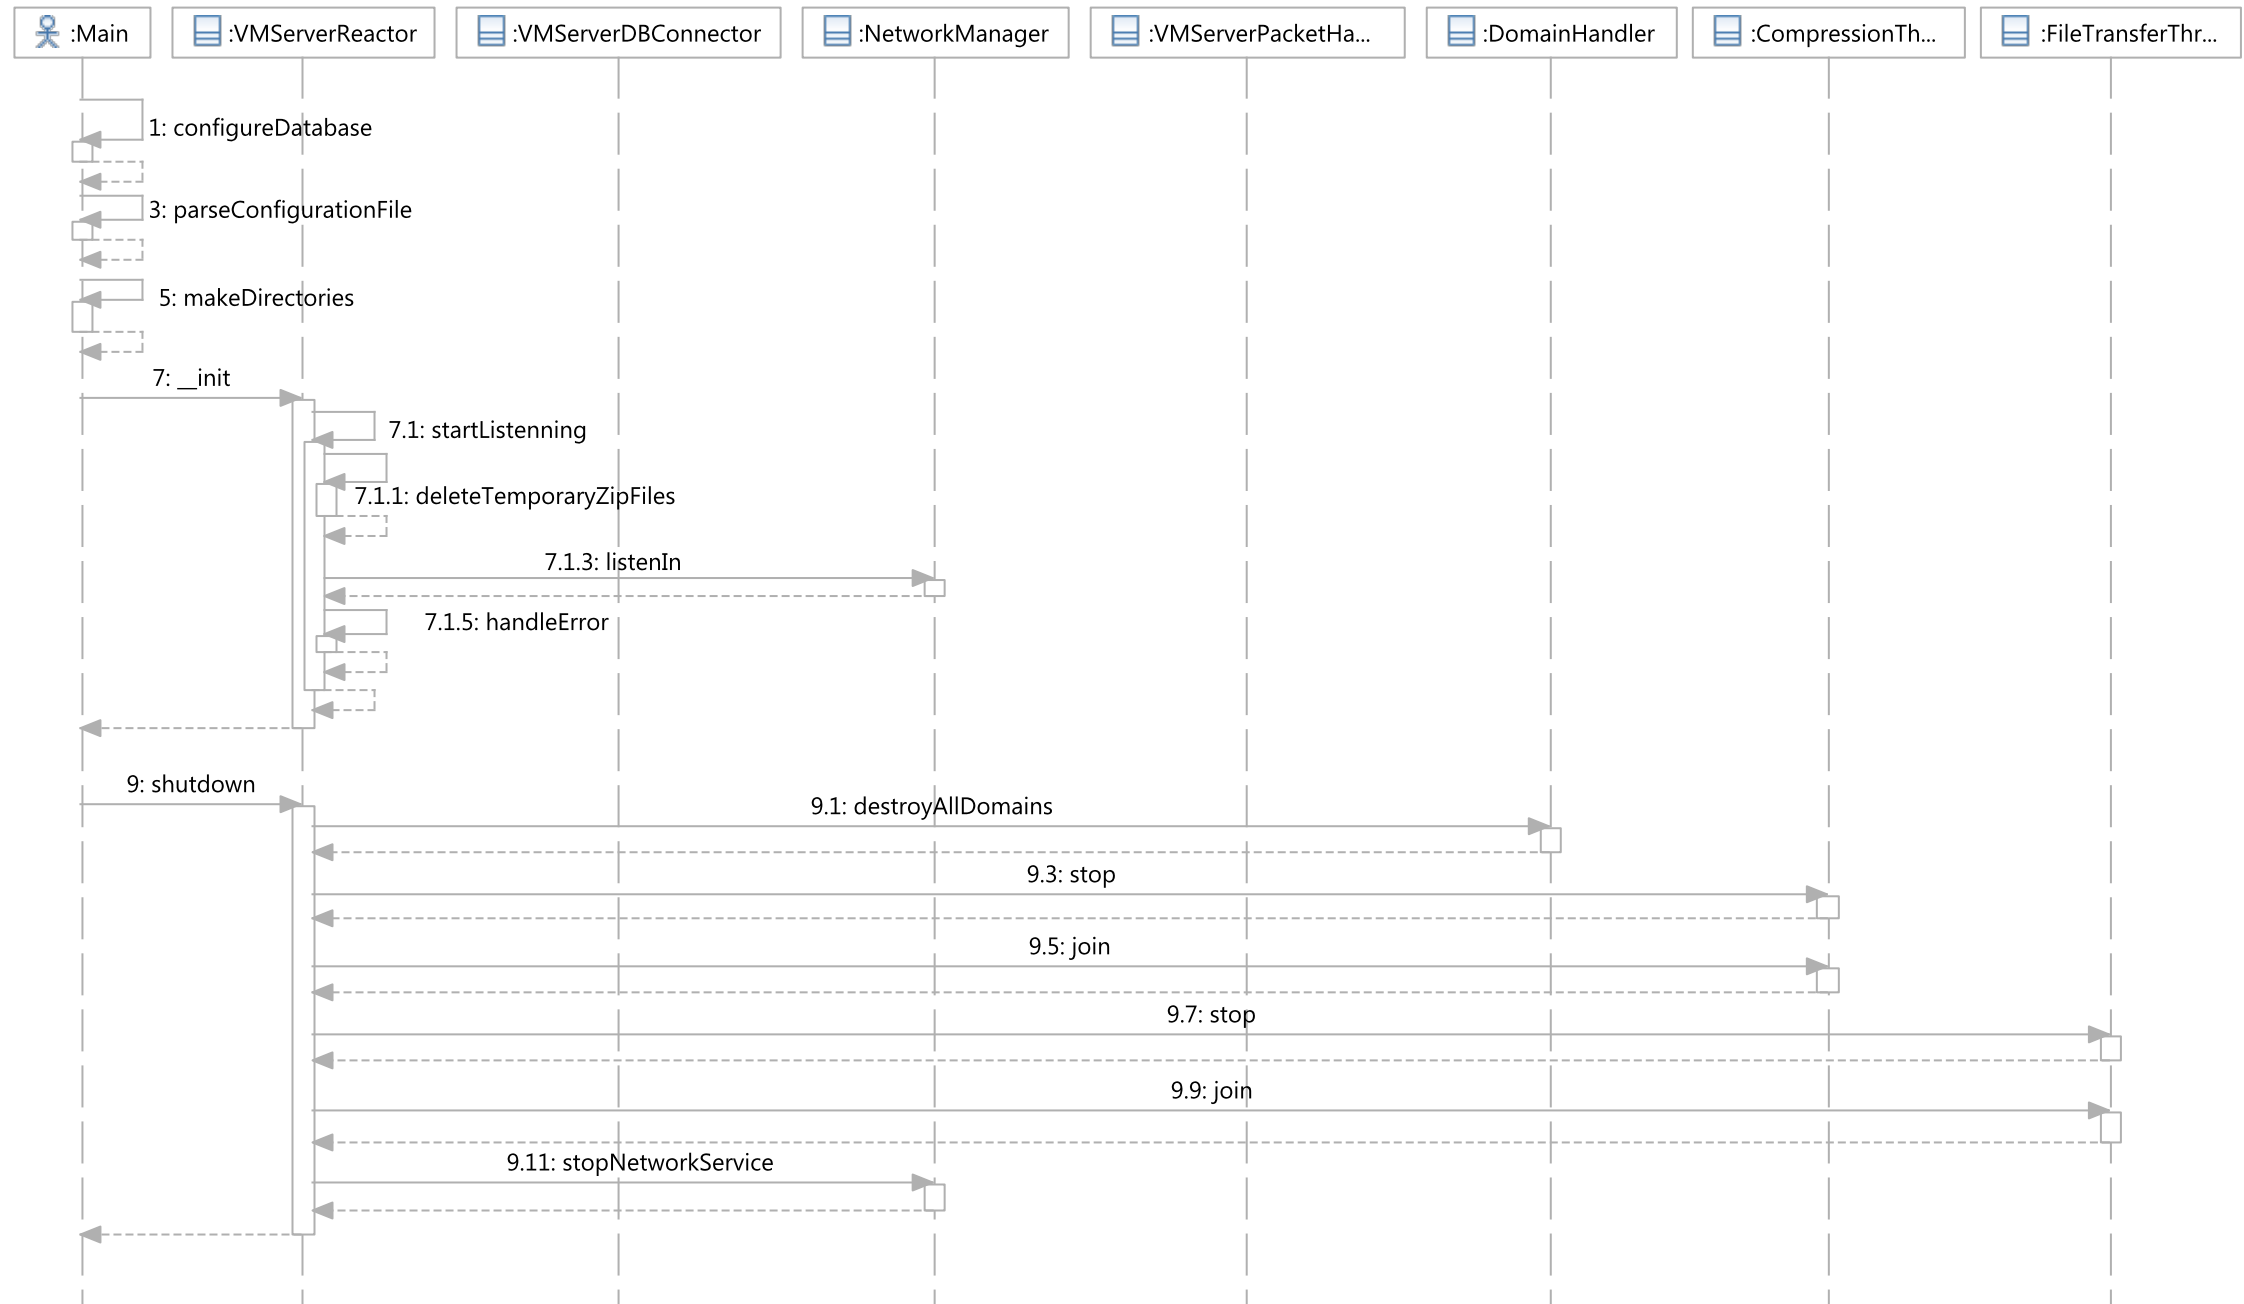 :Main
:VMServerReactor
:VMServerDBConnector
:NetworkManager
:VMServerPacketHa...
:DomainHandler
:CompressionTh...
:FileTransferThr...
1: configureDatabase
3: parseConfigurationFile
5: makeDirectories
7: __init
7.1: startListenning
7.1.1: deleteTemporaryZipFiles
7.1.3: listenIn
7.1.5: handleError
9: shutdown
9.1: destroyAllDomains
9.3: stop
9.5: join
9.7: stop
9.9: join
9.11: stopNetworkService